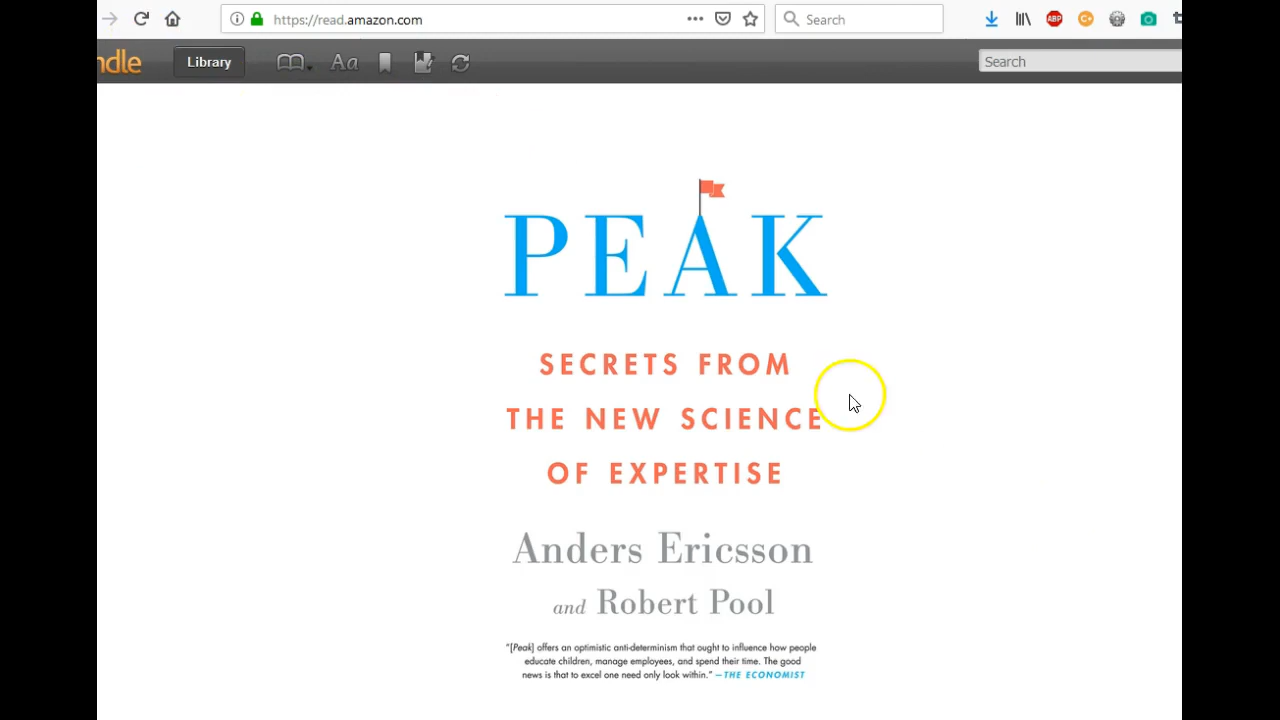 https://read.amazon.com
Search
ABP
C+
ndle
Library
Aa
Search
PEAK
SECRETS FROM
THE NEW SCIENCE
OF EXPERTISE
Anders Ericsson
and Robert Pool
“[Peak] offers an optimistic anti-determinism that ought to influence how people
educate children, manage employees, and spend their time. The good
news is that to excel one need only look within.” —THE ECONOMIST